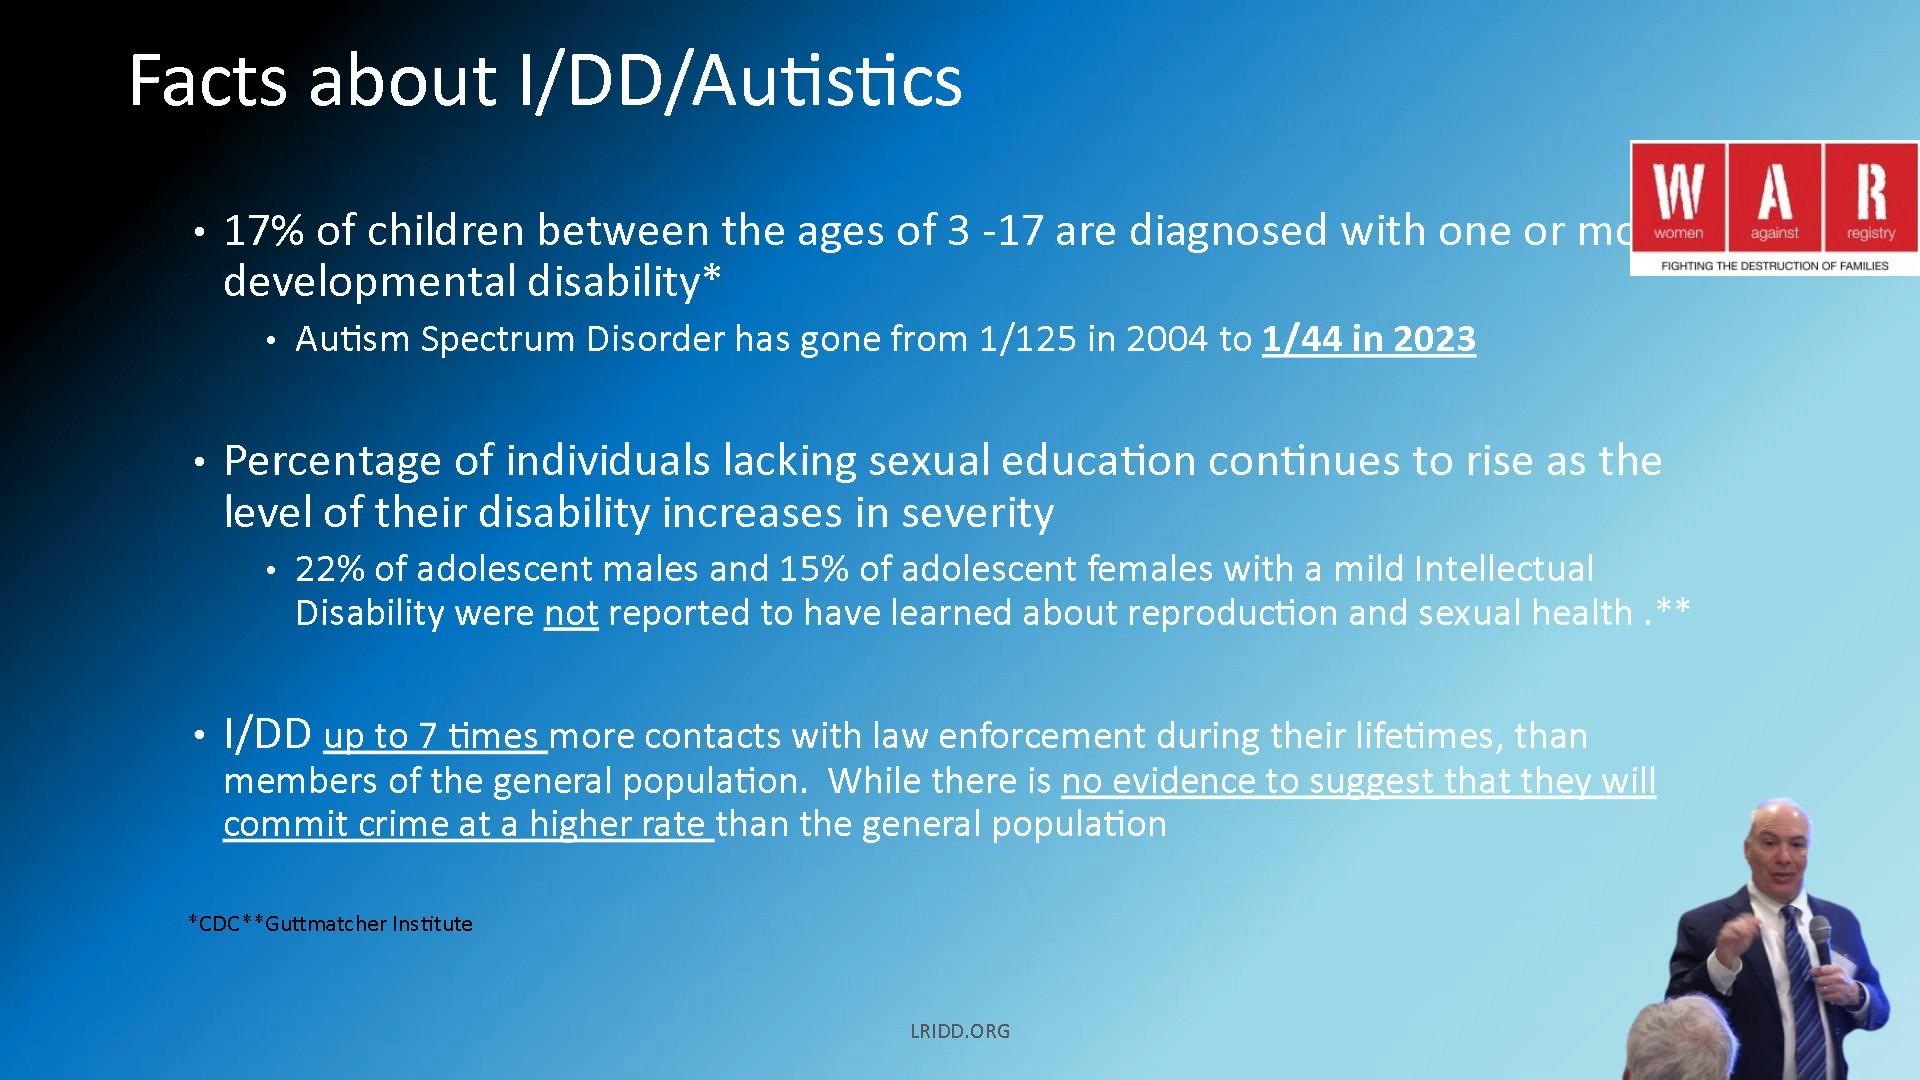 Facts about I/DD/Autistics
• 17% of children between the ages of 3 -17 are diagnosed with one or
developmental disability*
• Autism Spectrum Disorder has gone from 1/125 in 2004 to 1/44 in 2023
W A R
women against registry
FIGHTING THE DESTRUCTION OF FAMILIES
• Percentage of individuals lacking sexual education continues to rise as the
level of their disability increases in severity
• 22% of adolescent males and 15% of adolescent females with a mild Intellectual
Disability were not reported to have learned about reproduction and sexual health .**
• I/DD up to 7 times more contacts with law enforcement during their lifetimes, than
members of the general population.  While there is no evidence to suggest that they will
commit crime at a higher rate than the general population
*CDC**Guttmatcher Institute
LRIDD.ORG